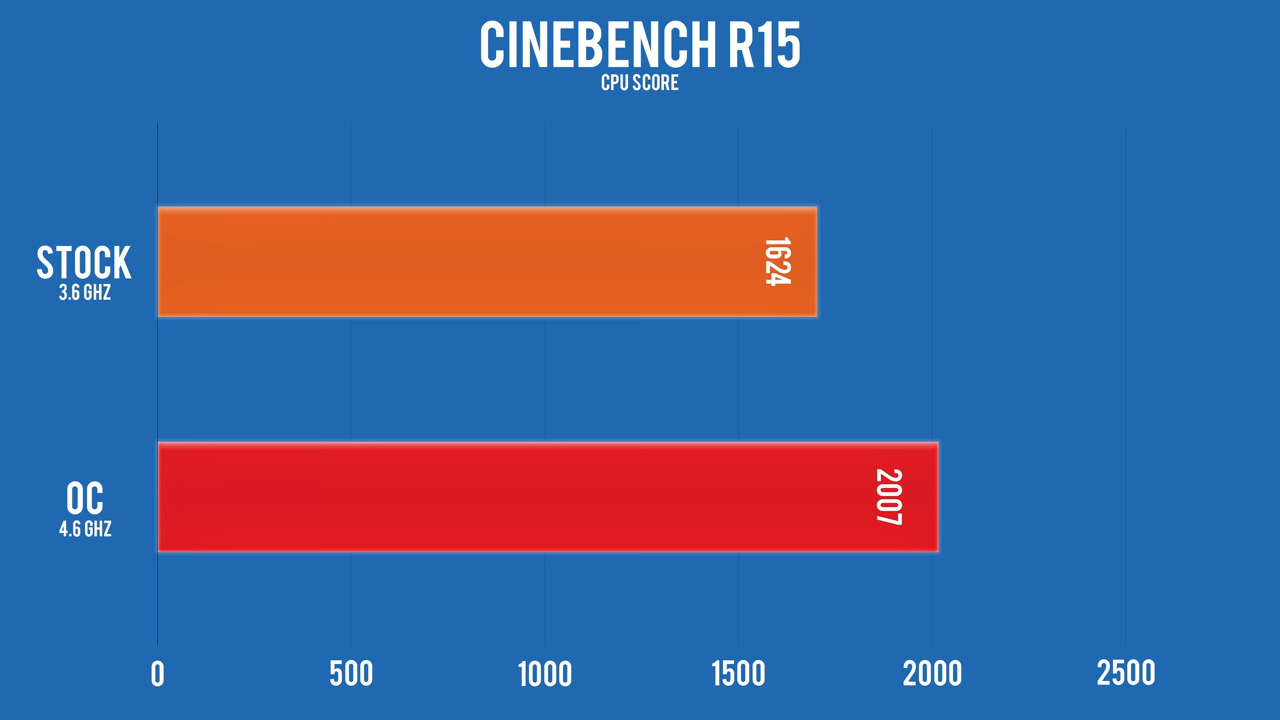 CINEBENCH R15
CPU SCORE
STOCK
3.6 GHZ
1624
OC
4.6 GHZ
2007
0 500 1000 1500 2000 2500